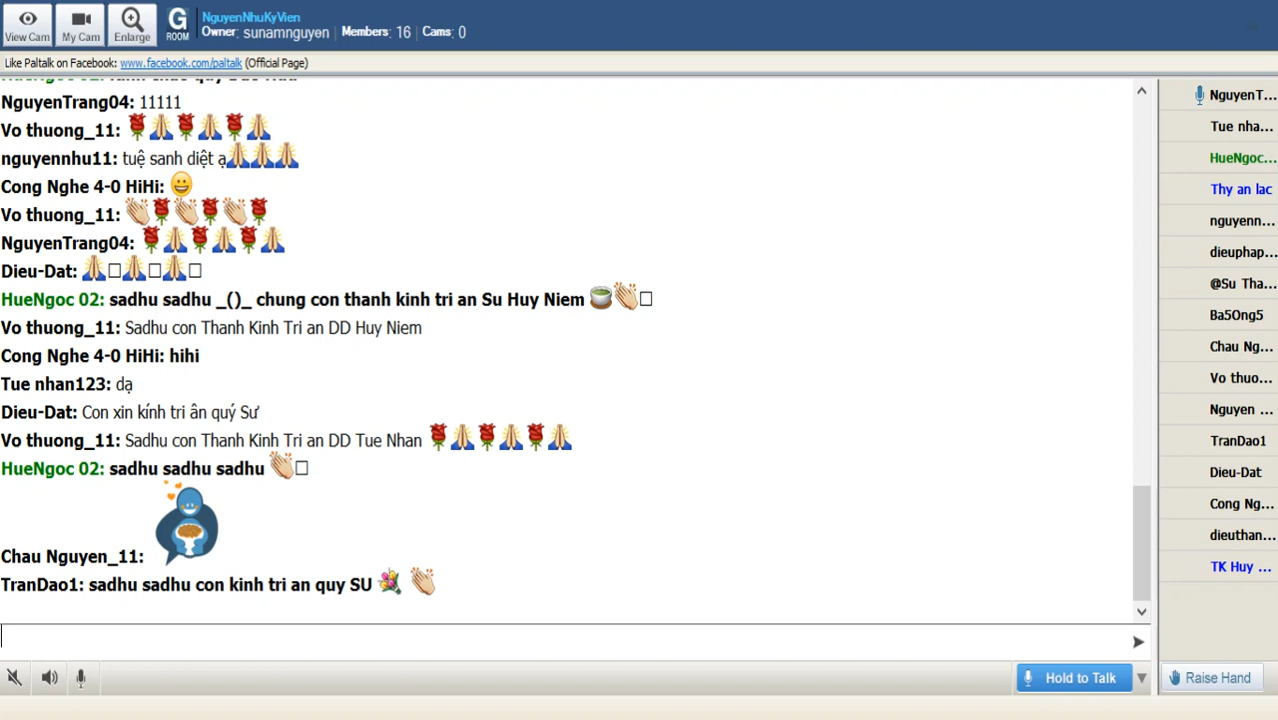 View Cam
My Cam
Enlarge
G
ROOM
NguyenNhuKyVien
Owner: sunamnguyen Members: 16 Cams: 0
Like Paltalk on Facebook: www.facebook.com/paltalk (Official Page)
NguyenTrang04: 11111
Vo thuong_11: 🌹🙏🌹🙏🌹🙏
nguyennhu11: tuệ sanh diệt ạ🙏🙏🙏
Cong Nghe 4-0 HiHi: 😀
Vo thuong_11: 👏🌹👏🌹👏🌹
NguyenTrang04: 🌹🙏🌹🙏🌹🙏
Dieu-Dat: 🙏□🙏□🙏□
HueNgoc 02: sadhu sadhu _()_ chung con thanh kinh tri an Su Huy Niem 🍵👏□
Vo thuong_11: Sadhu con Thanh Kinh Tri an DD Huy Niem
Cong Nghe 4-0 HiHi: hihi
Tue nhan123: dạ
Dieu-Dat: Con xin kính tri ân quý Sư
Vo thuong_11: Sadhu con Thanh Kinh Tri an DD Tue Nhan 🌹🙏🌹🙏🌹🙏
HueNgoc 02: sadhu sadhu sadhu 👏□
Chau Nguyen_11:
TranDao1: sadhu sadhu con kinh tri an quy SU 💐 👏
NguyenT...
Tue nha...
HueNgoc...
Thy an lac
nguyenn...
dieuphap...
@Su Tha...
Ba5Ong5
Chau Ng...
Vo thuo...
Nguyen ...
TranDao1
Dieu-Dat
Cong Ng...
dieuthan...
TK Huy ...
Hold to Talk
Raise Hand